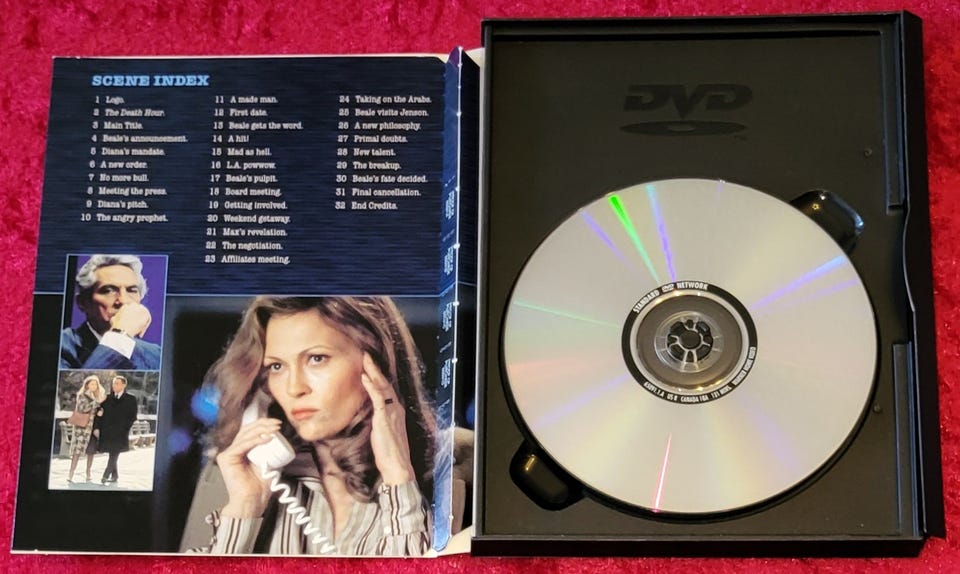 SCENE INDEX
1 Logo.
2 The Death Hour.
3 Main Title.
4 Beale's announcement.
5 Diana's mandate.
6 A new order.
7 No more bull.
8 Meeting the press.
9 Diana's pitch.
10 The angry prophet.
11 A made man.
12 First date.
13 Beale gets the word.
14 A hit!
15 Mad as hell.
16 L.A. powwow.
17 Beale's pulpit.
18 Board meeting.
19 Getting involved.
20 Weekend getaway.
21 Max's revelation.
22 The negotiation.
23 Affiliates meeting.
24 Taking on the Arabs.
25 Beale visits Jenson.
26 A new philosophy.
27 Primal doubts.
28 New talent.
29 The breakup.
30 Beale's fate decided.
31 Final cancellation.
32 End Credits.
DVD
STANDARD DVD NETWORK
121 MIN. WARNER HOME VIDEO